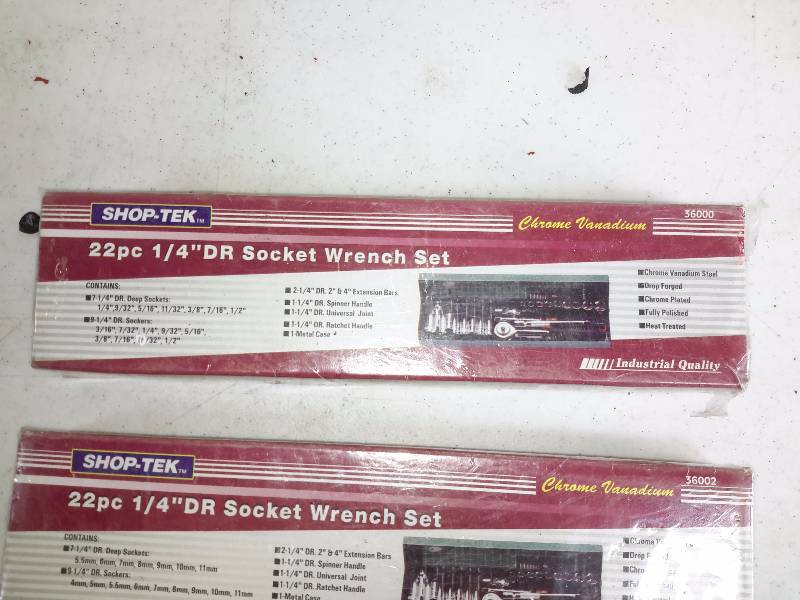 SHOP-TEK TM
Chrome Vanadium
36000
22pc 1/4"DR Socket Wrench Set
CONTAINS:
■7-1/4" DR. Deep Sockets:
1/4",9/32", 5/16", 11/32", 3/8", 7/16", 1/2"
■9-1/4" DR. Sockers:
3/16", 7/32", 1/4", 9/32", 5/16",
3/8", 7/16", 11/32", 1/2"
■2-1/4" DR. 2" & 4" Extension Bars
■1-1/4" DR. Spinner Handle
■1-1/4" DR. Universal Joint
■1-1/4" DR. Ratchet Handle
■1-Metal Case
■Chrome Vanadium Steel
■Drop Forged
■Chrome Plated
■Fully Polished
■Heat Treated
Industrial Quality
SHOP-TEK TM
Chrome Vanadium
36002
22pc 1/4"DR Socket Wrench Set
CONTAINS:
■7-1/4" DR. Deep Sockets:
5.5mm, 6mm, 7mm, 8mm, 9mm, 10mm, 11mm
■9-1/4" DR. Sockers:
4mm, 5mm, 5.5mm, 6mm, 7mm, 8mm, 9mm, 10mm, 11mm
■2-1/4" DR. 2" & 4" Extension Bars
■1-1/4" DR. Spinner Handle
■1-1/4" DR. Universal Joint
■1-1/4" DR. Ratchet Handle
■1-Metal Case
■Chrome
■Drop